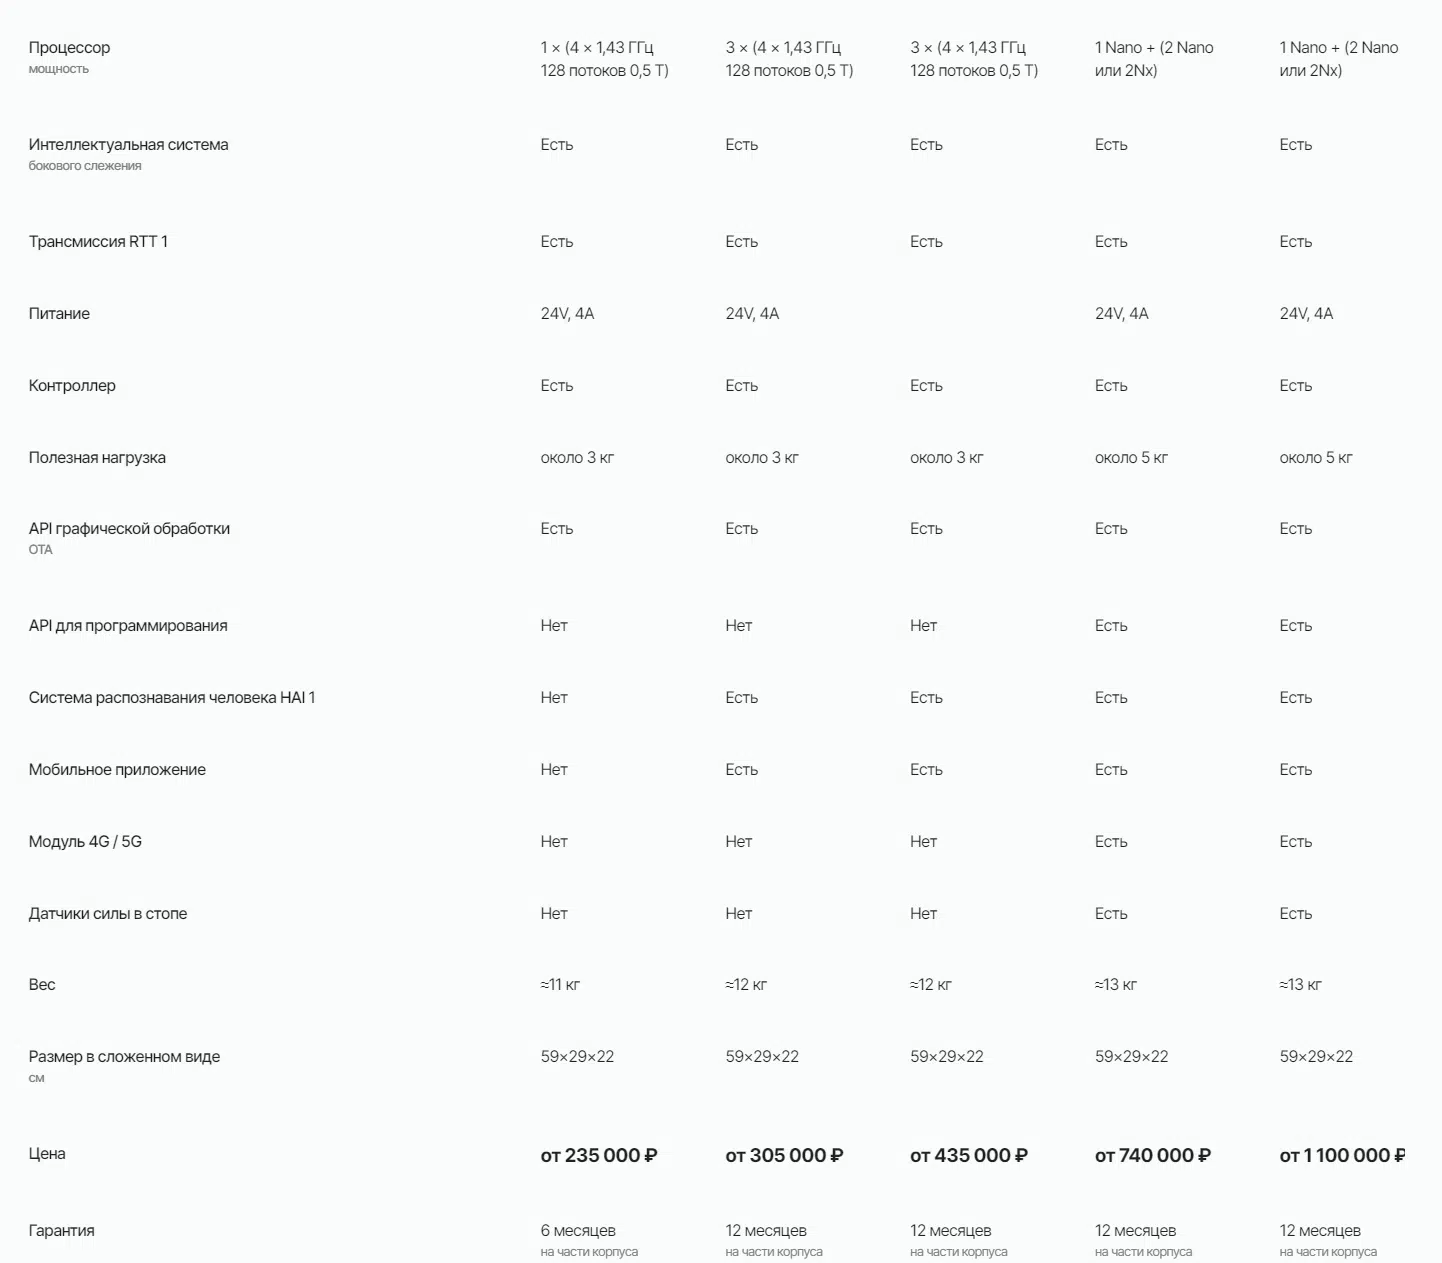 Процессор 1 × (4 × 1,43 ГГц 3 × (4 × 1,43 ГГц 3 × (4 × 1,43 ГГц 1 Nano + (2 Nano 1 Nano + (2 Nano
мощность 128 потоков 0,5 Т) 128 потоков 0,5 Т) 128 потоков 0,5 Т) или 2Nx) или 2Nx)
Интеллектуальная система Есть Есть Есть Есть Есть
бокового слежения
Трансмиссия RTT 1 Есть Есть Есть Есть Есть
Питание 24V, 4A 24V, 4A 24V, 4A 24V, 4A
Контроллер Есть Есть Есть Есть Есть
Полезная нагрузка около 3 кг около 3 кг около 3 кг около 5 кг около 5 кг
API графической обработки Есть Есть Есть Есть Есть
OTA
API для программирования Нет Нет Нет Есть Есть
Система распознавания человека HAI 1 Нет Есть Есть Есть Есть
Мобильное приложение Нет Есть Есть Есть Есть
Модуль 4G / 5G Нет Нет Нет Есть Есть
Датчики силы в стопе Нет Нет Нет Есть Есть
Вес ≈11 кг ≈12 кг ≈12 кг ≈13 кг ≈13 кг
Размер в сложенном виде 59×29×22 59×29×22 59×29×22 59×29×22 59×29×22
см
Цена от 235 000 ₽ от 305 000 ₽ от 435 000 ₽ от 740 000 ₽ от 1 100 000 ₽
Гарантия 6 месяцев 12 месяцев 12 месяцев 12 месяцев 12 месяцев
на части корпуса на части корпуса на части корпуса на части корпуса на части корпуса